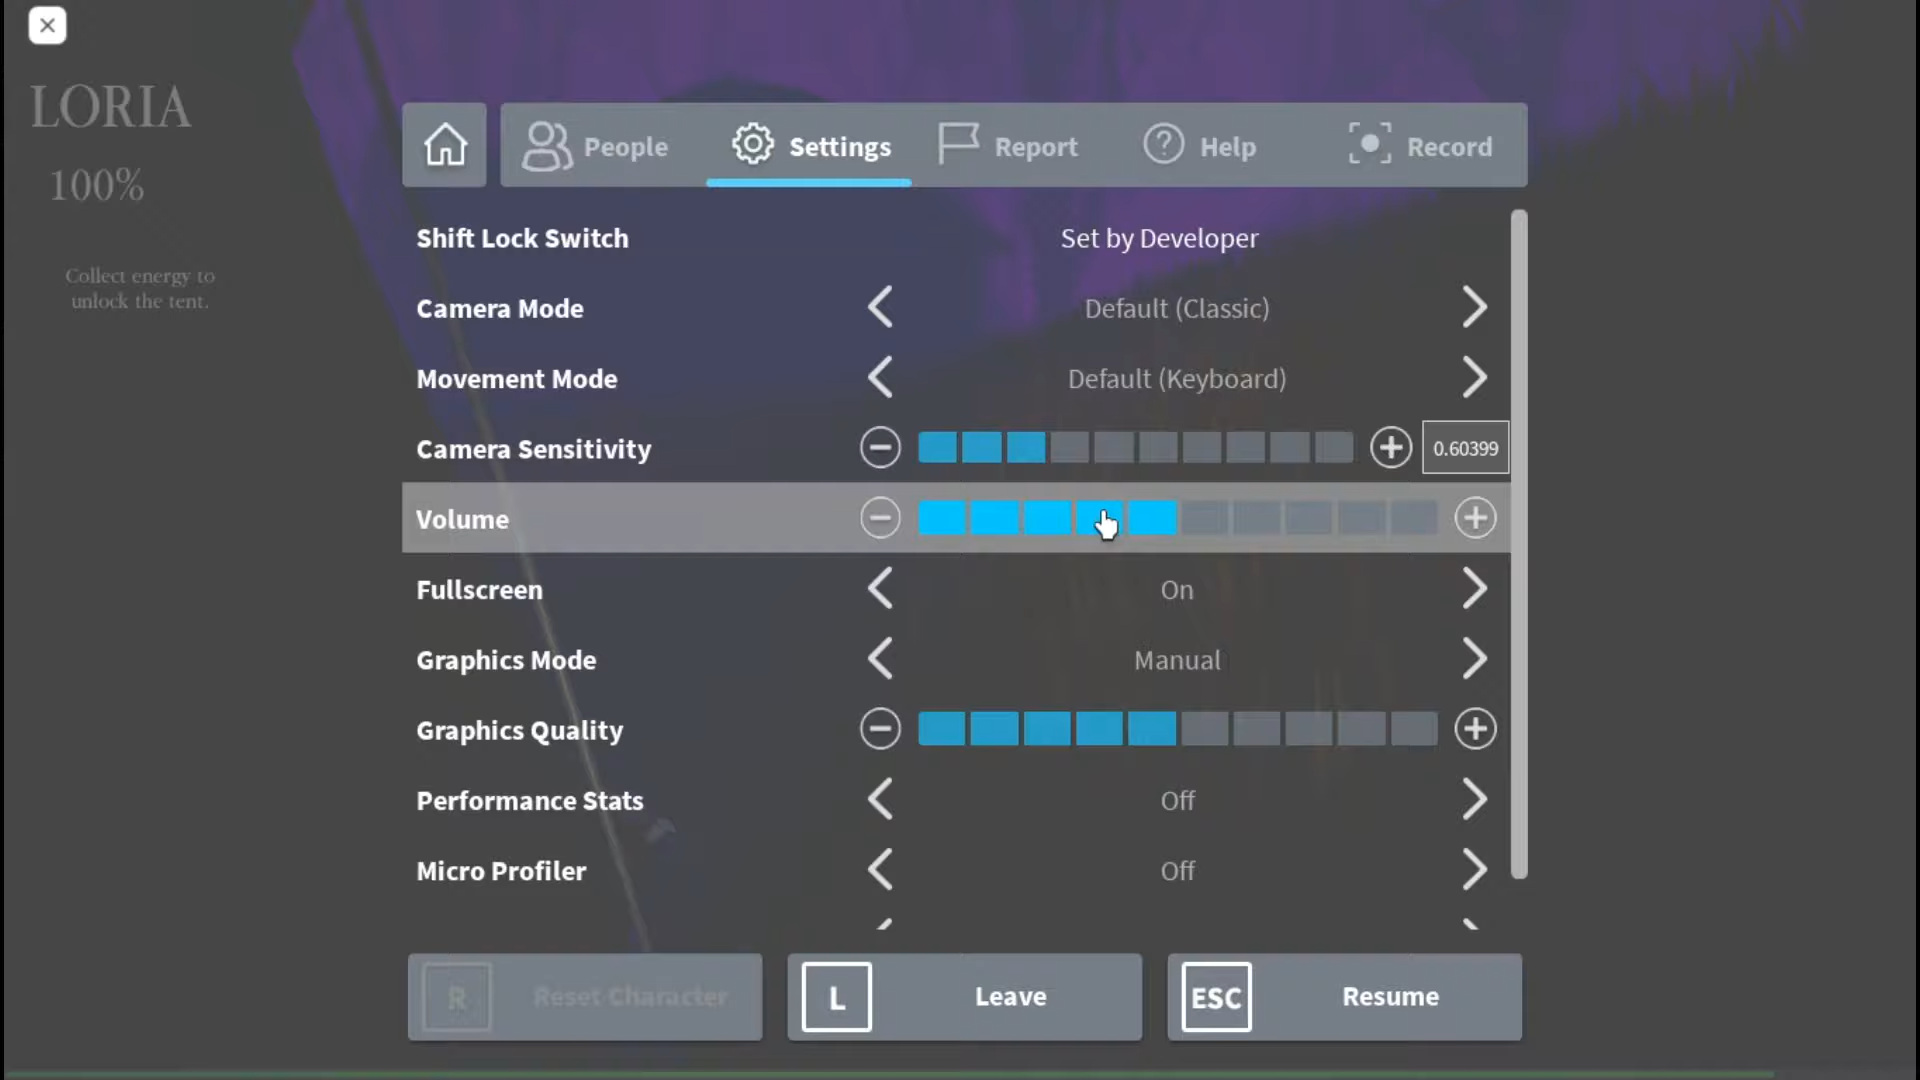 LORIA
100%
Collect energy to
unlock the tent.
People
Settings
Report
Help
Record
Shift Lock Switch
Set by Developer
Camera Mode
Default (Classic)
Movement Mode
Default (Keyboard)
Camera Sensitivity
0.60399
Volume
Fullscreen
On
Graphics Mode
Manual
Graphics Quality
Performance Stats
Off
Micro Profiler
Off
R
Reset Character
L
Leave
ESC
Resume